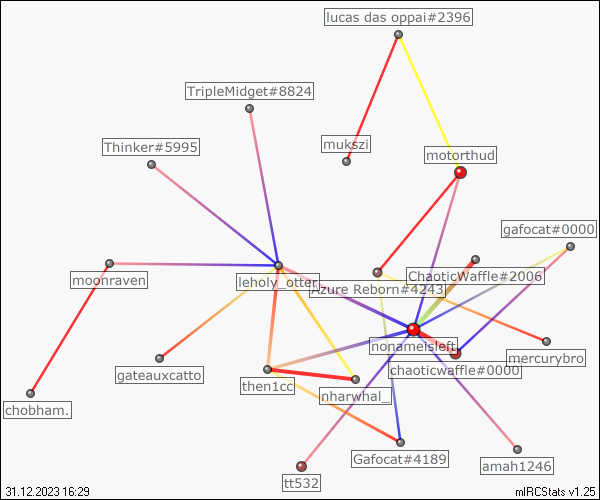 lucas das oppai#2396
TripleMidget#8824
Thinker#5995
mukszi
motorthud
gafocat#0000
moonraven
leholy_otter
Azure Reborn#4243
ChaoticWaffle#2006
nonameisleft
chaoticwaffle#0000
mercurybro
gateauxcatto
then1cc
nharwhal_
chobham.
Gafocat#4189
amah1246
tt532
31.12.2023 16:29
mIRCStats v1.25